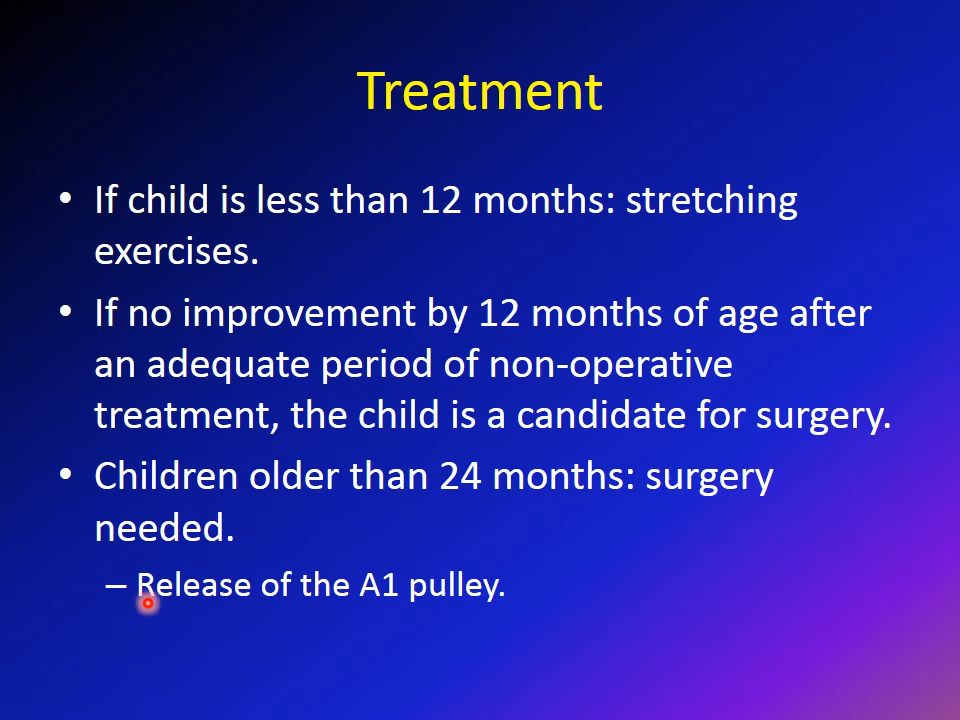 Treatment
• If child is less than 12 months: stretching
exercises.
• If no improvement by 12 months of age after
an adequate period of non-operative
treatment, the child is a candidate for surgery.
• Children older than 24 months: surgery
needed.
– Release of the A1 pulley.